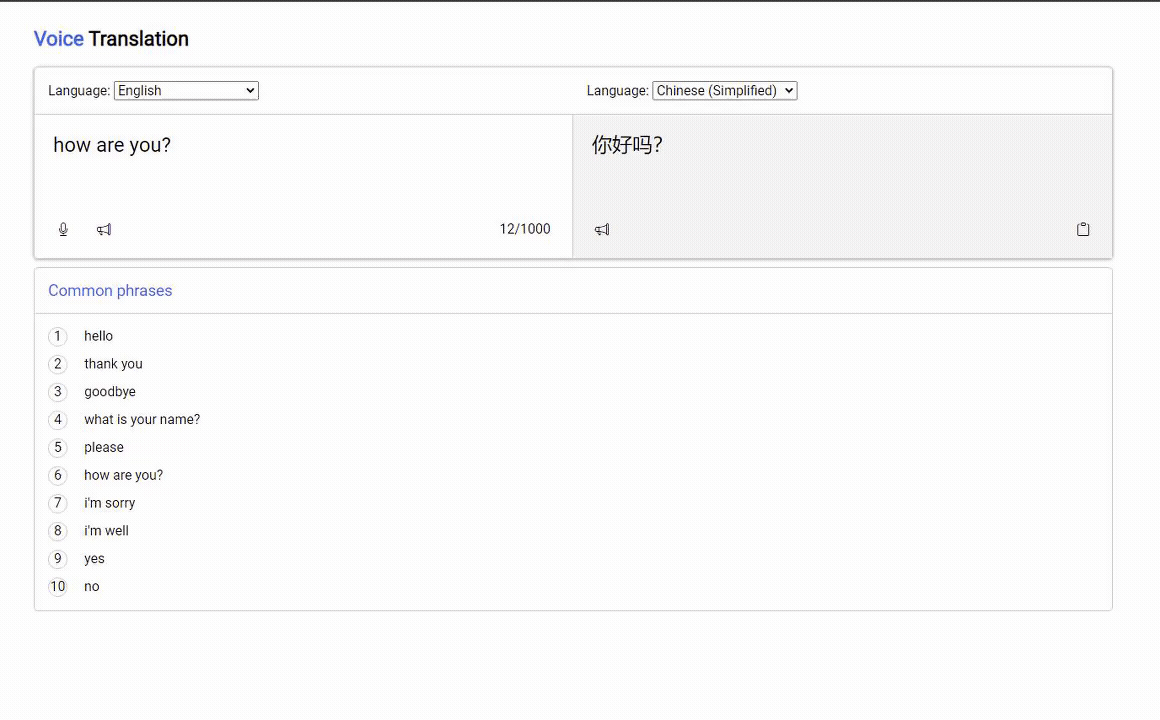 Voice Translation
Language: English
Language: Chinese (Simplified)
how are you?
12/1000
你好吗？
Common phrases
1 hello
2 thank you
3 goodbye
4 what is your name?
5 please
6 how are you?
7 i'm sorry
8 i'm well
9 yes
10 no